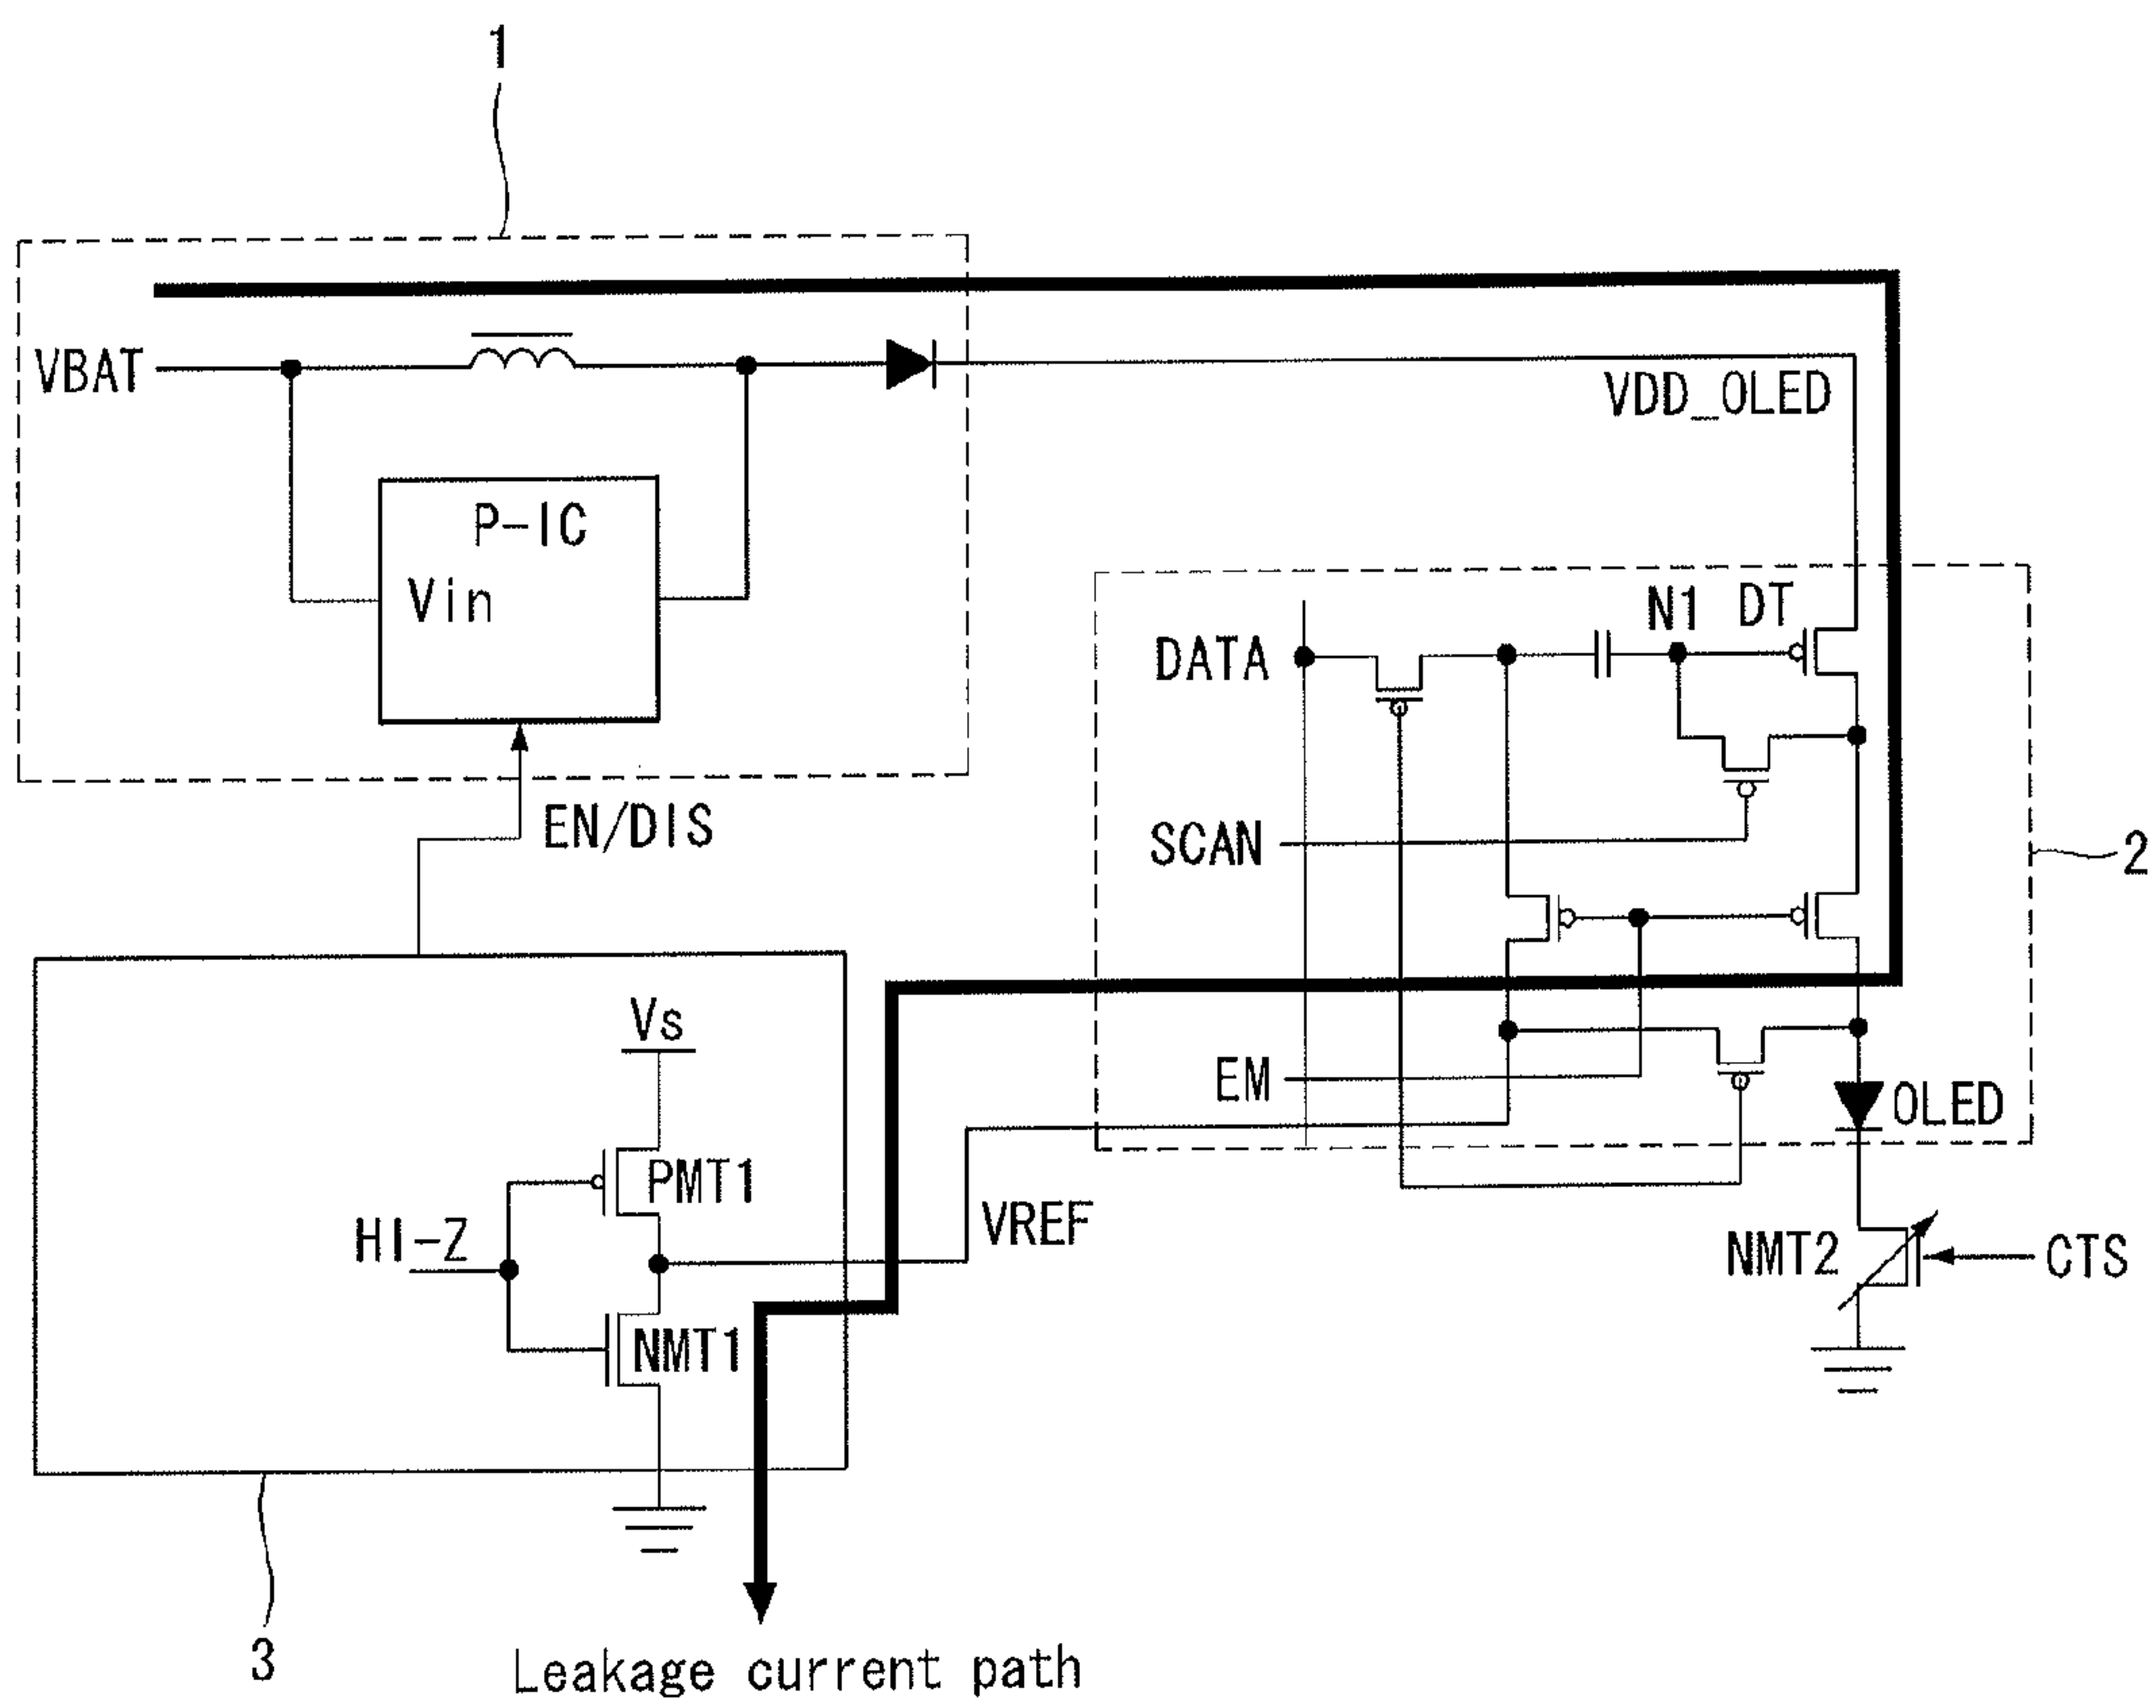 1
VBAT
VDD_OLED
P-IC
Vin
N1 DT
DATA
EN/DIS
SCAN
2
Vs
EM
OLED
PMT1
HI-Z
VREF
NMT2
CTS
NMT1
3
Leakage current path